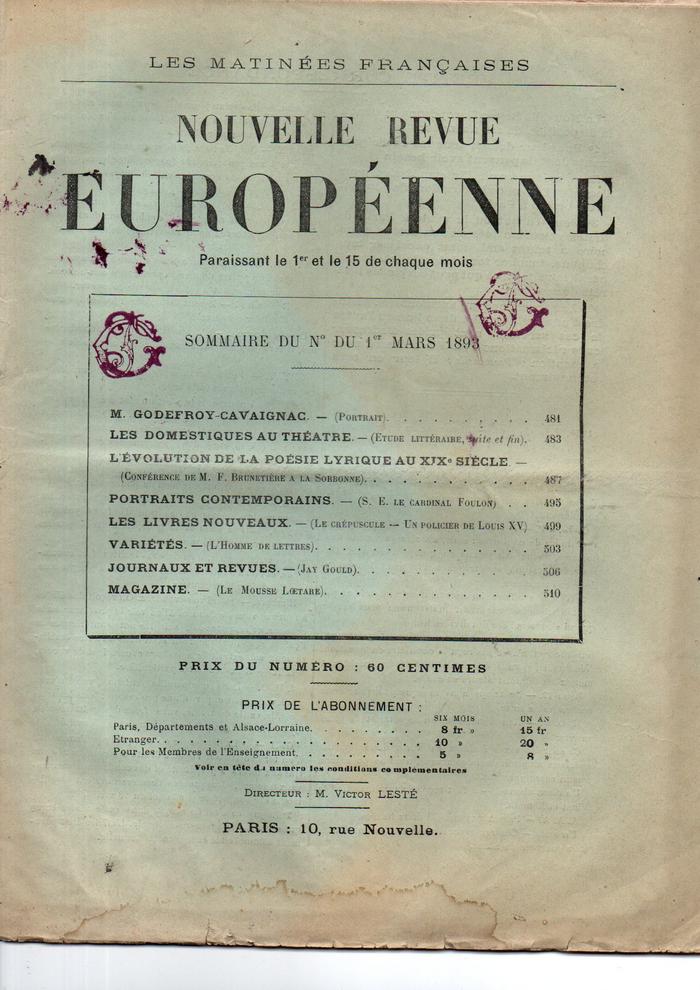 LES MATINÉES FRANÇAISES
NOUVELLE REVUE
EUROPÉENNE
Paraissant le 1er et le 15 de chaque mois
SOMMAIRE DU No DU 1er MARS 1893
M. GODEFROY-CAVAIGNAC. — (Portrait). . . . . . . . . . 481
LES DOMESTIQUES AU THÉATRE. — (Etude littéraire, suite et fin). 483
L'ÉVOLUTION DE LA POÉSIE LYRIQUE AU XIXe SIÈCLE. —
(Conférence de M. F. Brunetière a la Sorbonne). . . . . . . . . . 487
PORTRAITS CONTEMPORAINS. — (S. E. le cardinal Foulon) . . 495
LES LIVRES NOUVEAUX. — (Le crépuscule — Un policier de Louis XV) 499
VARIÉTÉS. — (L'Homme de lettres). . . . . . . . . . . . . . 503
JOURNAUX ET REVUES. — (Jay Gould). . . . . . . . . . . . 506
MAGAZINE. — (Le Mousse Lœtare). . . . . . . . . . . . . 510
PRIX DU NUMÉRO : 60 CENTIMES
PRIX DE L'ABONNEMENT :
SIX MOIS UN AN
Paris, Départements et Alsace-Lorraine. . . . . . . . . 8 fr. » 15 fr
Etranger. . . . . . . . . . . . . . . . . . . . 10 » 20 »
Pour les Membres de l'Enseignement. . . . . . . . . . 5 » 8 »
Voir en tête du numéro les conditions complémentaires
Directeur : M. Victor LESTÉ
PARIS : 10, rue Nouvelle.